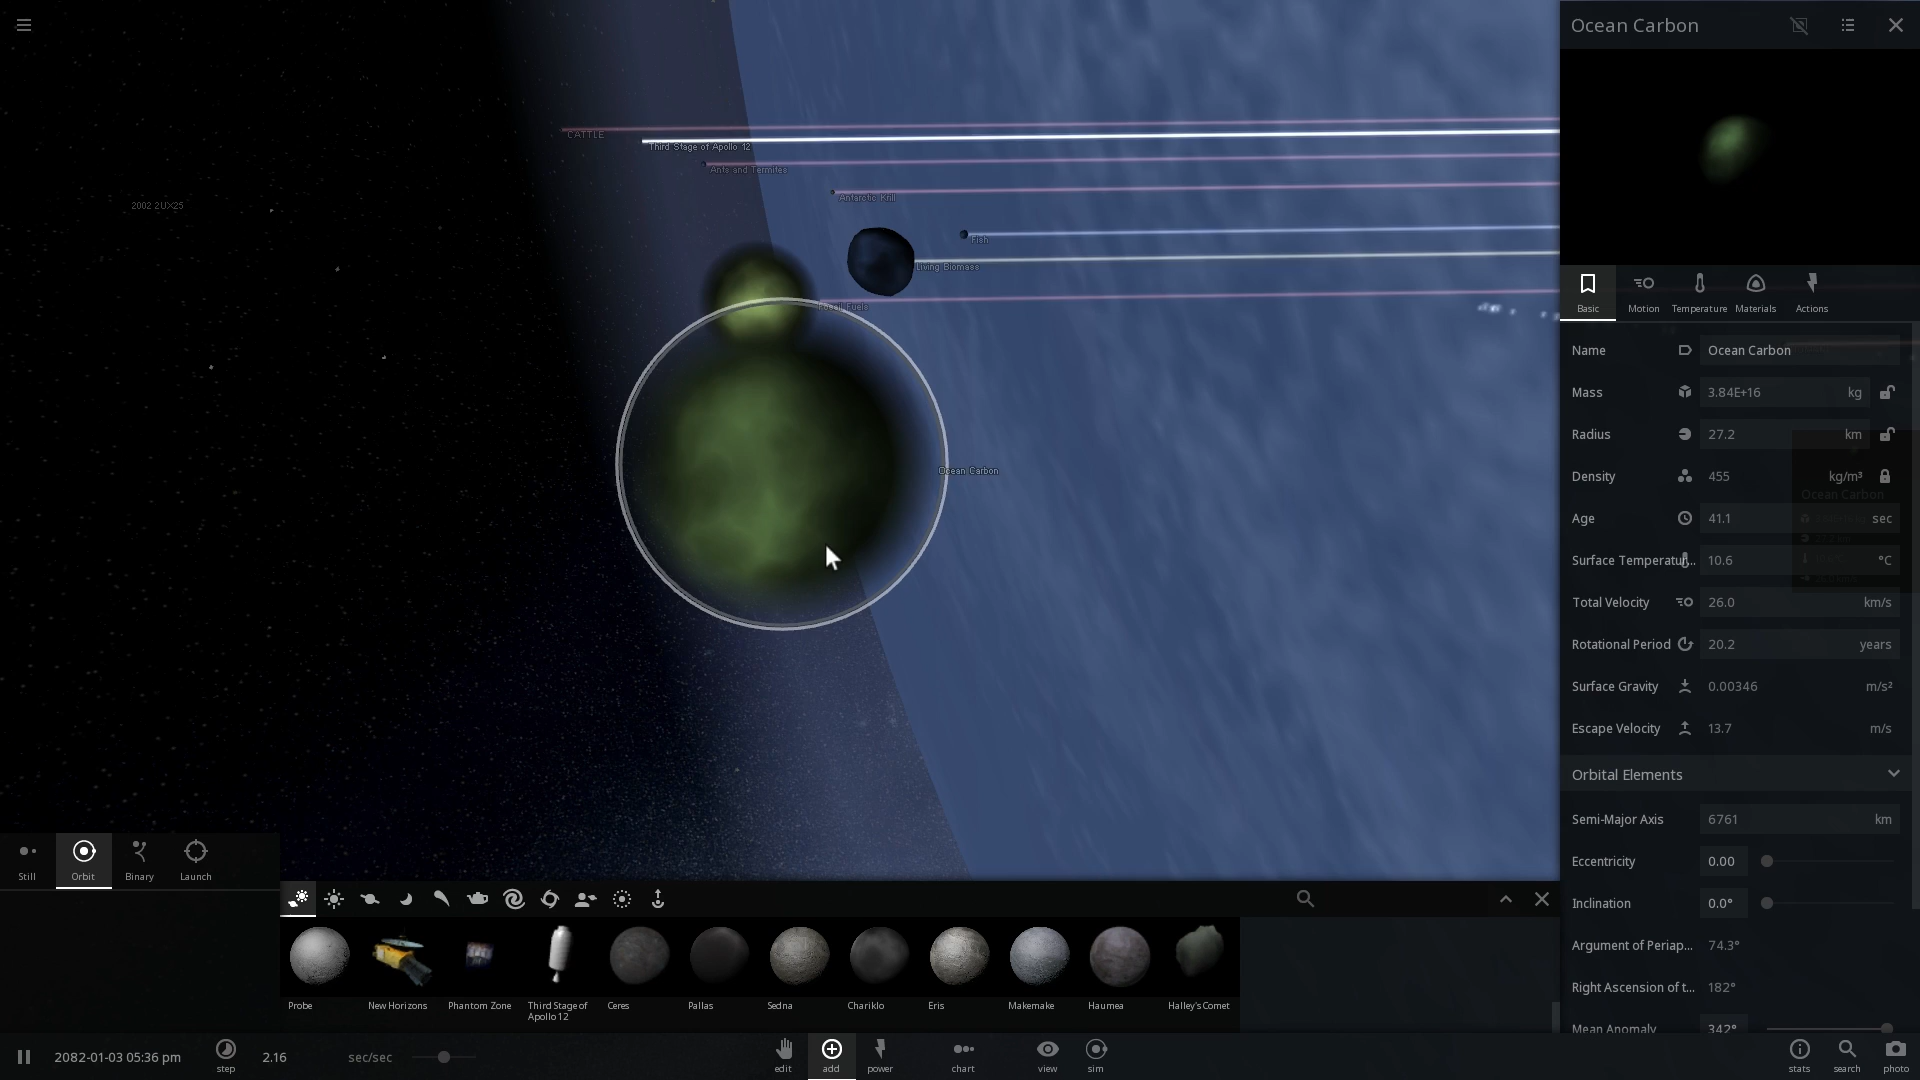 Ocean Carbon
CATTLE
Third Stage of Apollo 12
Ants and Termites
Antarctic Krill
2002 2UX25
Fish
Living Biomass
Fossil Fuels
Ocean Carbon
Basic
Motion
Temperature
Materials
Actions
Name Ocean Carbon
Mass 3.84E+16 kg
Radius 27.2 km
Density 455 kg/m³
Ocean Carbon
Age 41.1 sec
Surface Temperatur... 10.6 °C
Total Velocity 26.0 km/s
Rotational Period 20.2 years
Surface Gravity 0.00346 m/s²
Escape Velocity 13.7 m/s
Orbital Elements
Semi-Major Axis 6761 km
Eccentricity 0.00
Inclination 0.0°
Argument of Periap... 74.3°
Right Ascension of t... 182°
Mean Anomaly 342°
Still
Orbit
Binary
Launch
Probe
New Horizons
Phantom Zone
Third Stage of
Apollo 12
Ceres
Pallas
Sedna
Chariklo
Eris
Makemake
Haumea
Halley's Comet
2082-01-03 05:36 pm
step
2.16 sec/sec
edit
add
power
chart
view
sim
stats
search
photo